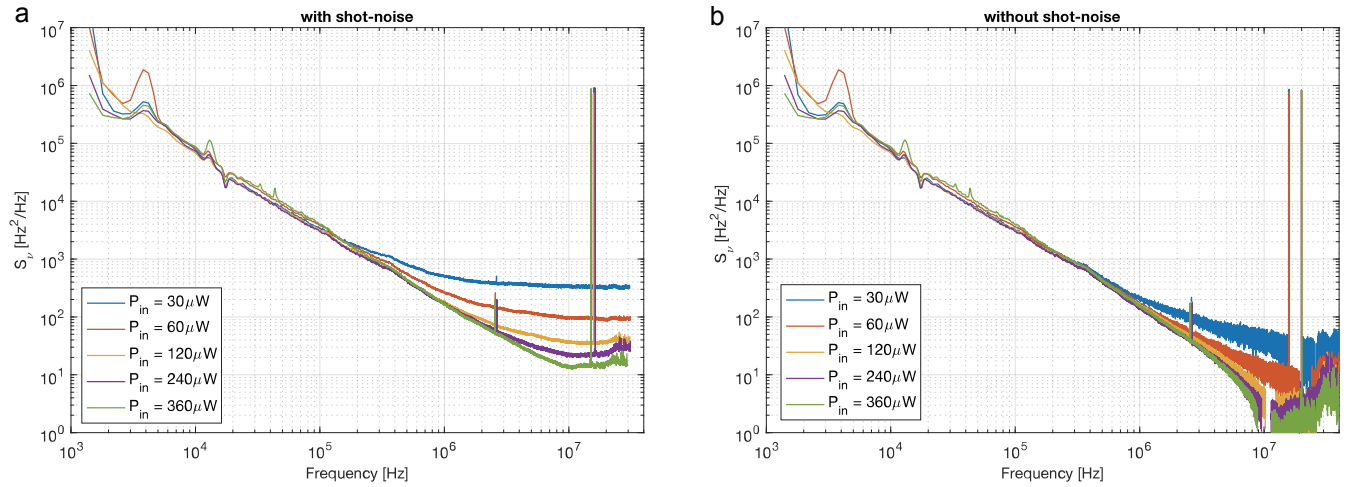 a
with shot-noise
10^7
10^6
10^5
10^4
10^3
10^2
10^1
10^0
S_ν [Hz^2/Hz]
P_in = 30μW
P_in = 60μW
P_in = 120μW
P_in = 240μW
P_in = 360μW
10^3
10^4
10^5
10^6
10^7
Frequency [Hz]
b
without shot-noise
10^7
10^6
10^5
10^4
10^3
10^2
10^1
10^0
S_ν [Hz^2/Hz]
P_in = 30μW
P_in = 60μW
P_in = 120μW
P_in = 240μW
P_in = 360μW
10^3
10^4
10^5
10^6
10^7
Frequency [Hz]